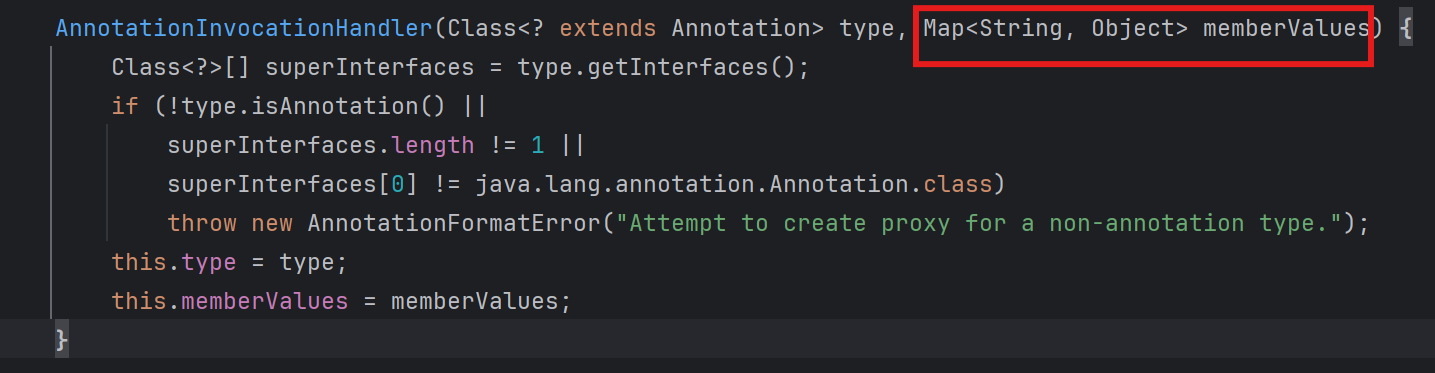 AnnotationInvocationHandler(Class<? extends Annotation> type, Map<String, Object> memberValues) {
Class<?>[] superInterfaces = type.getInterfaces();
if (!type.isAnnotation() ||
superInterfaces.length != 1 ||
superInterfaces[0] != java.lang.annotation.Annotation.class)
throw new AnnotationFormatError("Attempt to create proxy for a non-annotation type.");
this.type = type;
this.memberValues = memberValues;
}